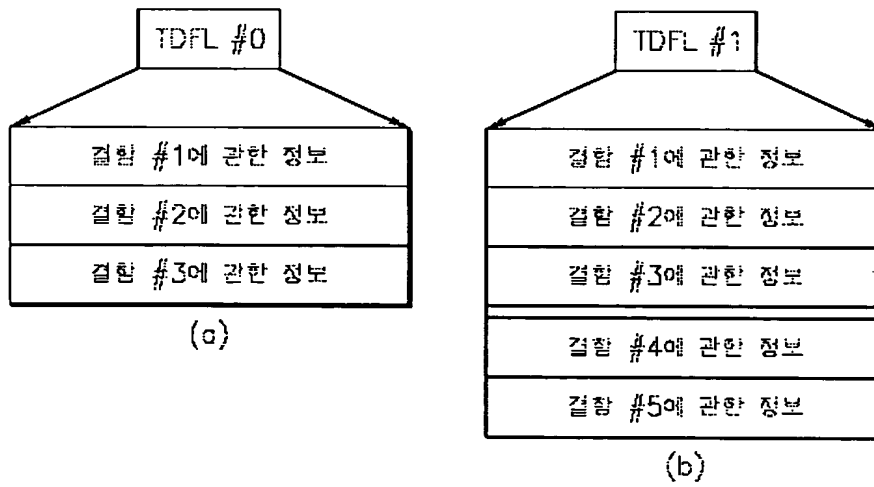 TDFL #0
결함 #1에 관한 정보
결함 #2에 관한 정보
결함 #3에 관한 정보
(a)
TDFL #1
결함 #1에 관한 정보
결함 #2에 관한 정보
결함 #3에 관한 정보
결함 #4에 관한 정보
결함 #5에 관한 정보
(b)